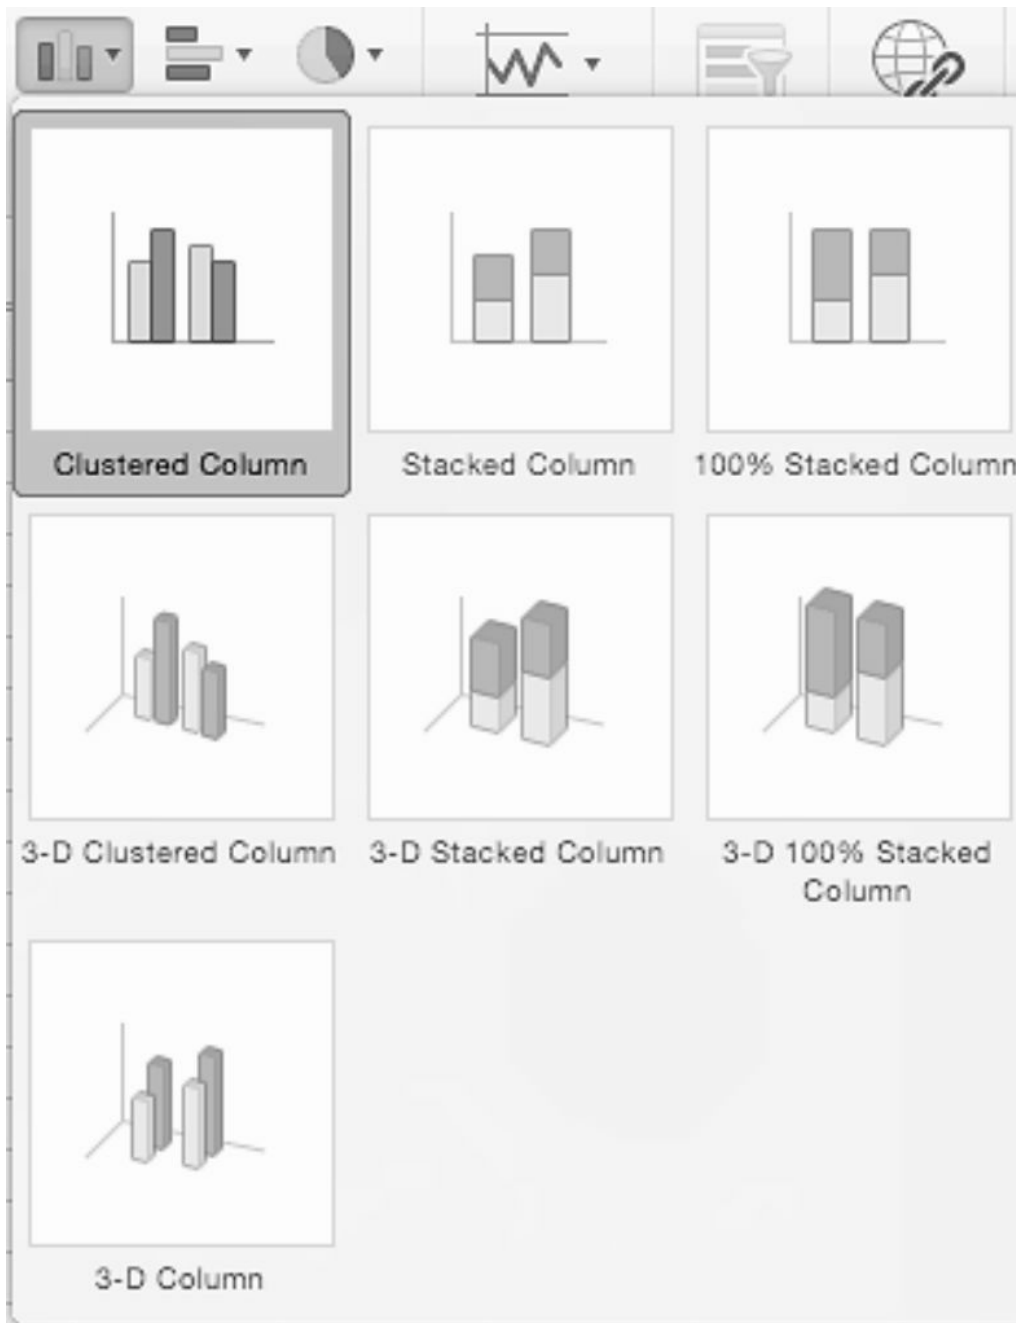 Clustered Column
Stacked Column
100% Stacked Column
3-D Clustered Column
3-D Stacked Column
3-D 100% Stacked
Column
3-D Column